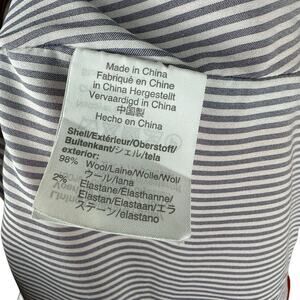 Made in China
Fabriqué en Chine
in China Hergestellt
Vervaardigd in China
中国製
Hecho en China
Shell/Extérieur/Oberstoff/
Buitenkant/シェル/tela
exterior:
98% Wool/Laine/Wolle/Wol/
ウール/lana
2% Elastane/Elasthanne/
Elastan/Elastaan/エラ
ステーン/elastano